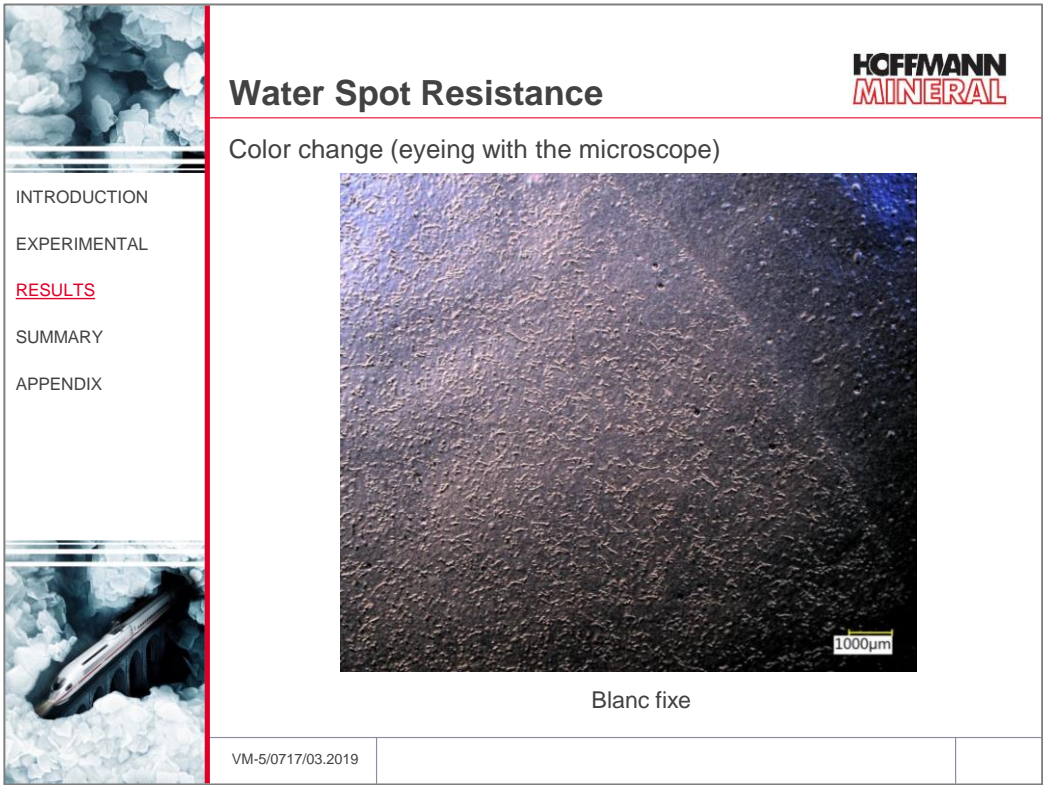 HOFFMANN
MINERAL
Water Spot Resistance
Color change (eyeing with the microscope)
INTRODUCTION
EXPERIMENTAL
RESULTS
SUMMARY
APPENDIX
1000µm
Blanc fixe
VM-5/0717/03.2019